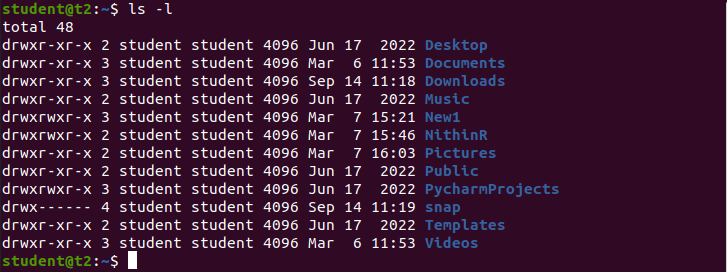 student@t2:~$ ls -l
total 48
drwxr-xr-x 2 student student 4096 Jun 17  2022 Desktop
drwxr-xr-x 3 student student 4096 Mar  6 11:53 Documents
drwxr-xr-x 3 student student 4096 Sep 14 11:18 Downloads
drwxr-xr-x 2 student student 4096 Jun 17  2022 Music
drwxrwxr-x 3 student student 4096 Mar  7 15:21 New1
drwxrwxr-x 2 student student 4096 Mar  7 15:46 NithinR
drwxr-xr-x 2 student student 4096 Mar  7 16:03 Pictures
drwxr-xr-x 2 student student 4096 Jun 17  2022 Public
drwxrwxr-x 3 student student 4096 Jun 17  2022 PycharmProjects
drwx------ 4 student student 4096 Sep 14 11:19 snap
drwxr-xr-x 2 student student 4096 Jun 17  2022 Templates
drwxr-xr-x 3 student student 4096 Mar  6 11:53 Videos
student@t2:~$